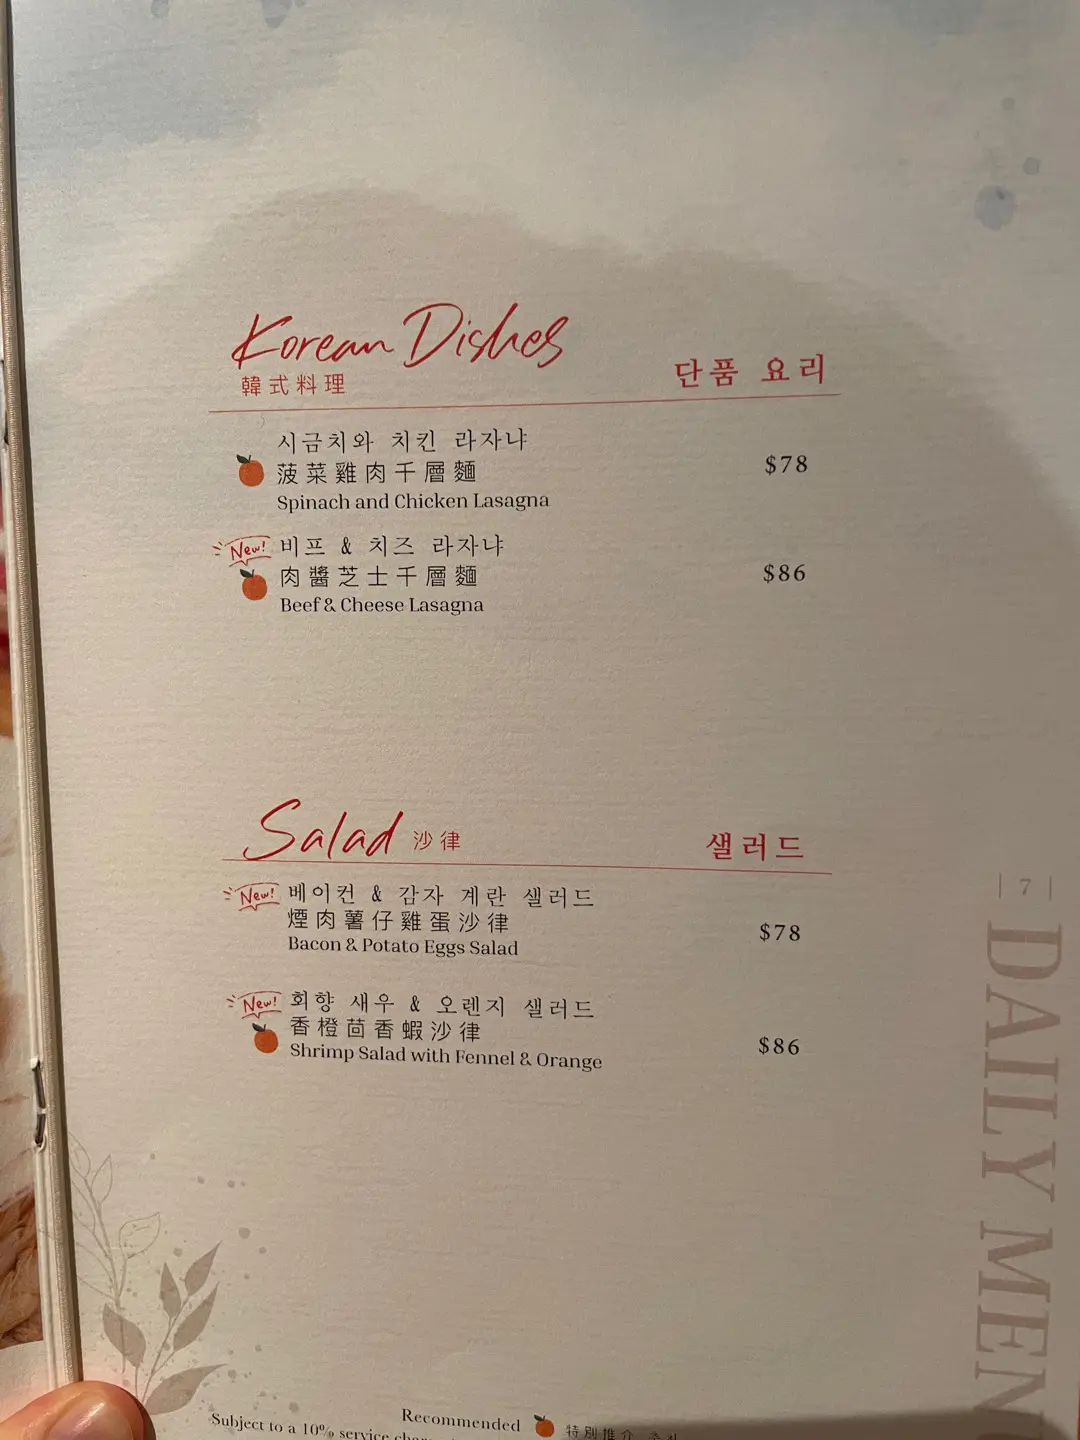 Korean Dishes
韓式料理
단품 요리
시금치와 치킨 라자냐
菠菜雞肉千層麵
Spinach and Chicken Lasagna
$78
New!
비프 & 치즈 라자냐
肉醬芝士千層麵
Beef & Cheese Lasagna
$86
Salad 沙律
샐러드
New!
베이컨 & 감자 계란 샐러드
煙肉薯仔雞蛋沙律
Bacon & Potato Eggs Salad
$78
New!
회향 새우 & 오렌지 샐러드
香橙茴香蝦沙律
Shrimp Salad with Fennel & Orange
$86
| 7 |
DAILY MEN
Recommended 特別推介
Subject to a 10% service